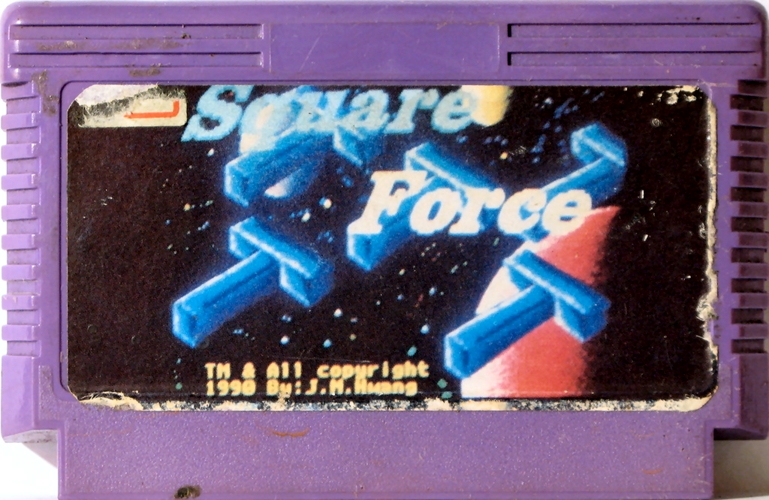 Square
Force
TM & All copyright
1990 By:J.M.Hwang